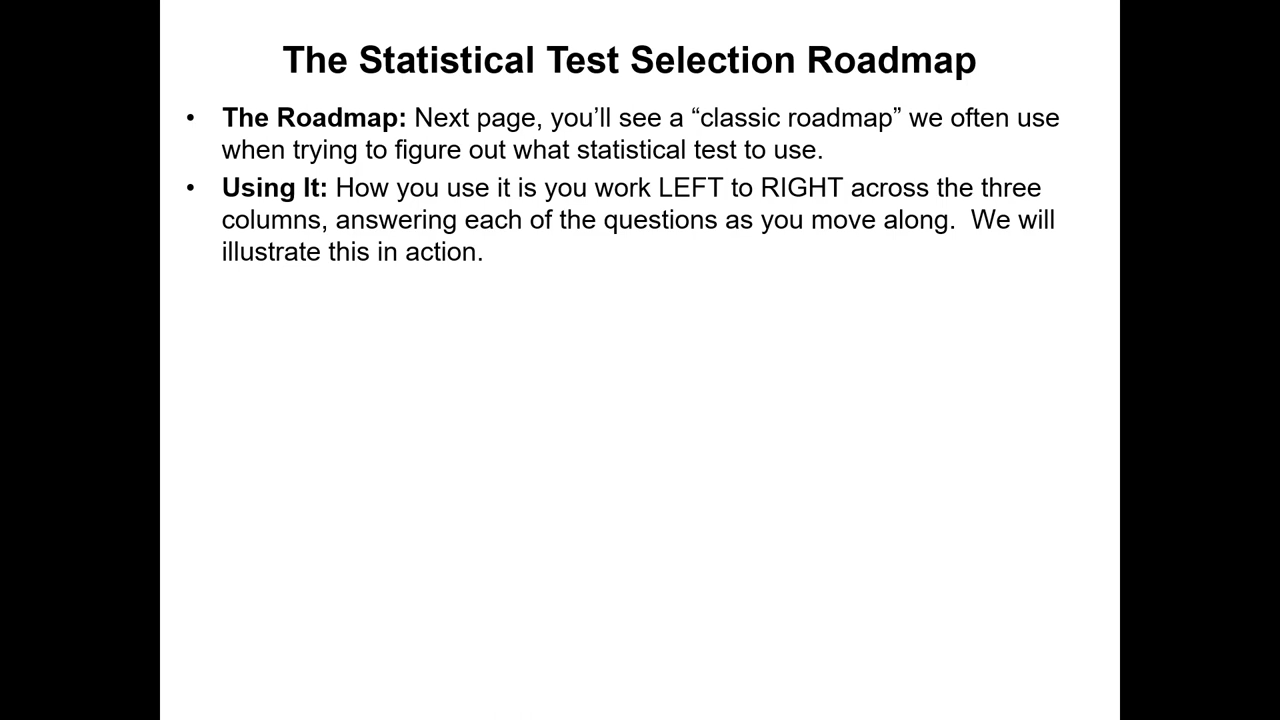 The Statistical Test Selection Roadmap
• The Roadmap: Next page, you’ll see a “classic roadmap” we often use
when trying to figure out what statistical test to use.
• Using It: How you use it is you work LEFT to RIGHT across the three
columns, answering each of the questions as you move along.  We will
illustrate this in action.